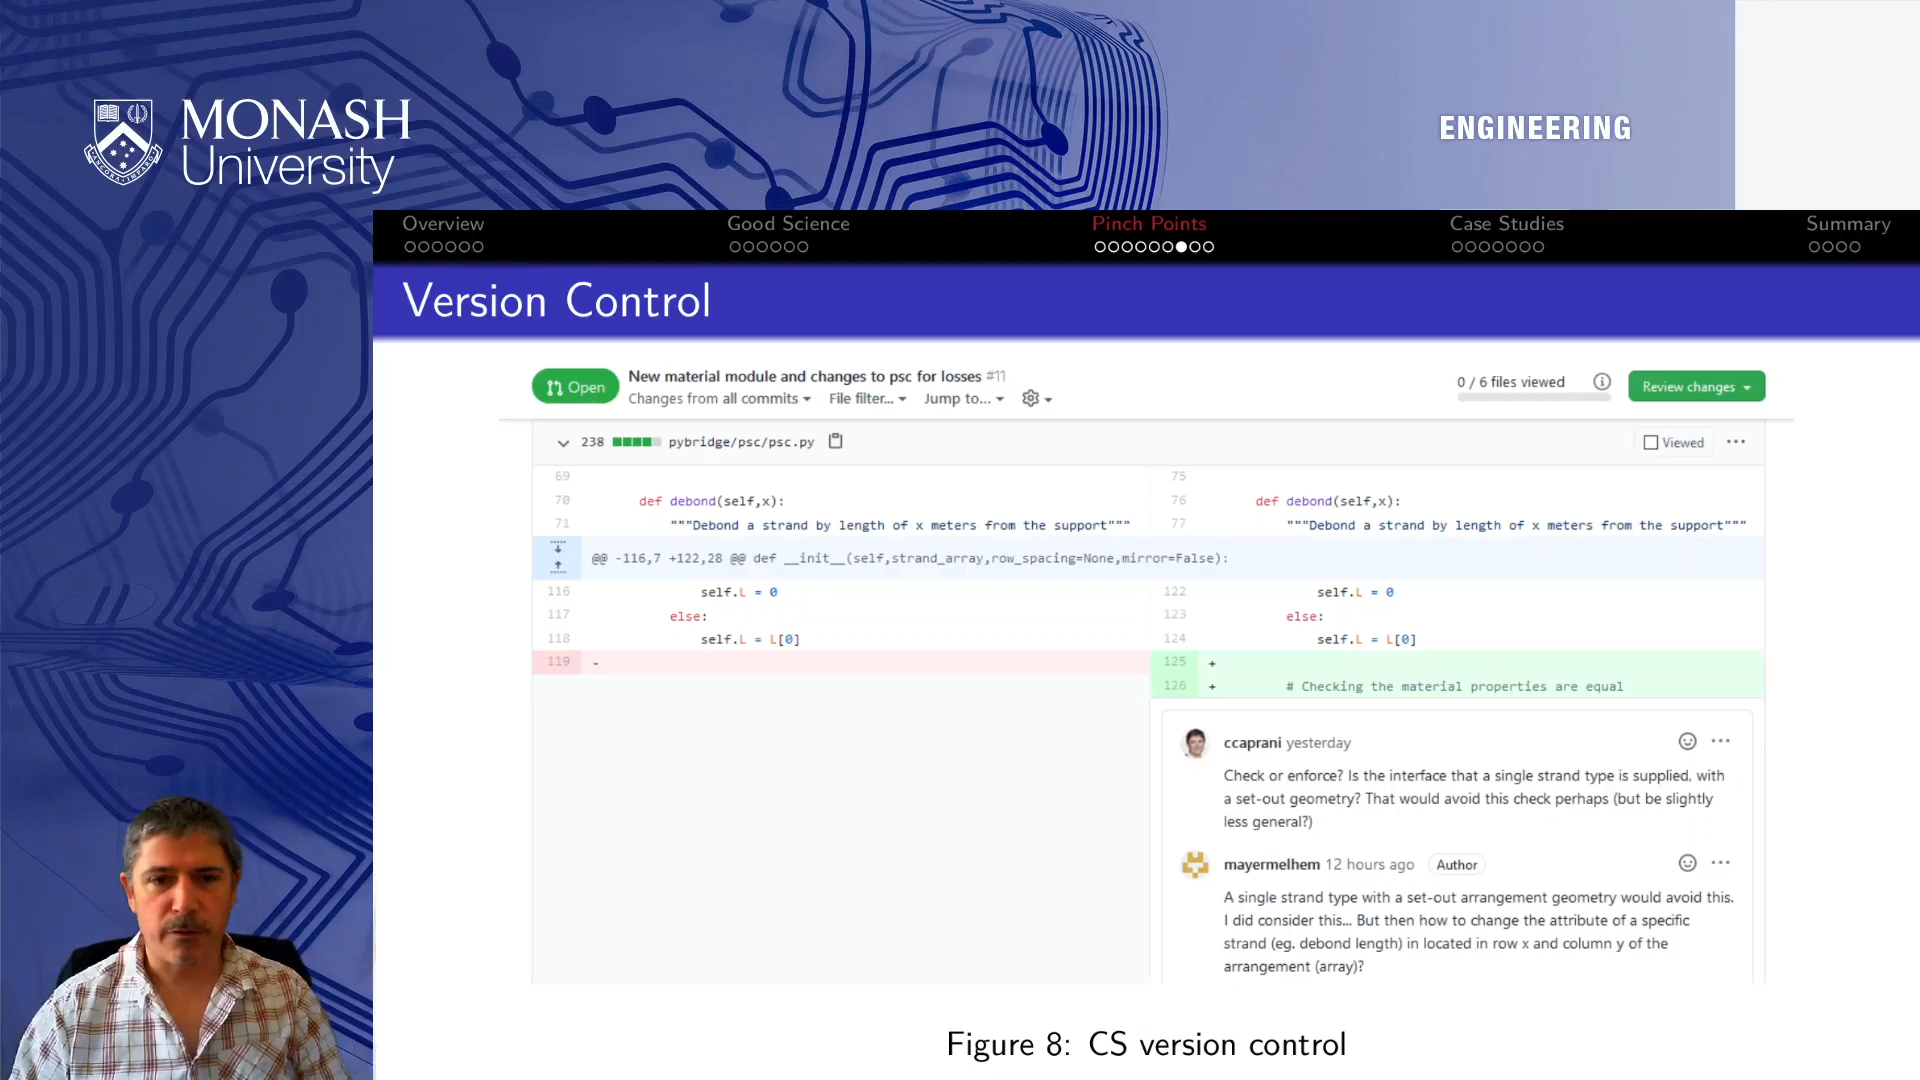 MONASH
University
ENGINEERING
Overview
Good Science
Pinch Points
Case Studies
Summary
Version Control
Open
New material module and changes to psc for losses #11
Changes from all commits File filter... Jump to...
0 / 6 files viewed
Review changes
238 pybridge/psc/psc.py
Viewed
69
70 def debond(self,x):
71 """Debond a strand by length of x meters from the support"""
75
76 def debond(self,x):
77 """Debond a strand by length of x meters from the support"""
@@ -116,7 +122,28 @@ def __init__(self,strand_array,row_spacing=None,mirror=False):
116 self.L = 0
117 else:
118 self.L = L[0]
119 -
122 self.L = 0
123 else:
124 self.L = L[0]
125 +
126 + # Checking the material properties are equal
ccaprani yesterday
Check or enforce? Is the interface that a single strand type is supplied, with
a set-out geometry? That would avoid this check perhaps (but be slightly
less general?)
mayermelhem 12 hours ago Author
A single strand type with a set-out arrangement geometry would avoid this.
I did consider this... But then how to change the attribute of a specific
strand (eg. debond length) in located in row x and column y of the
arrangement (array)?
Figure 8: CS version control